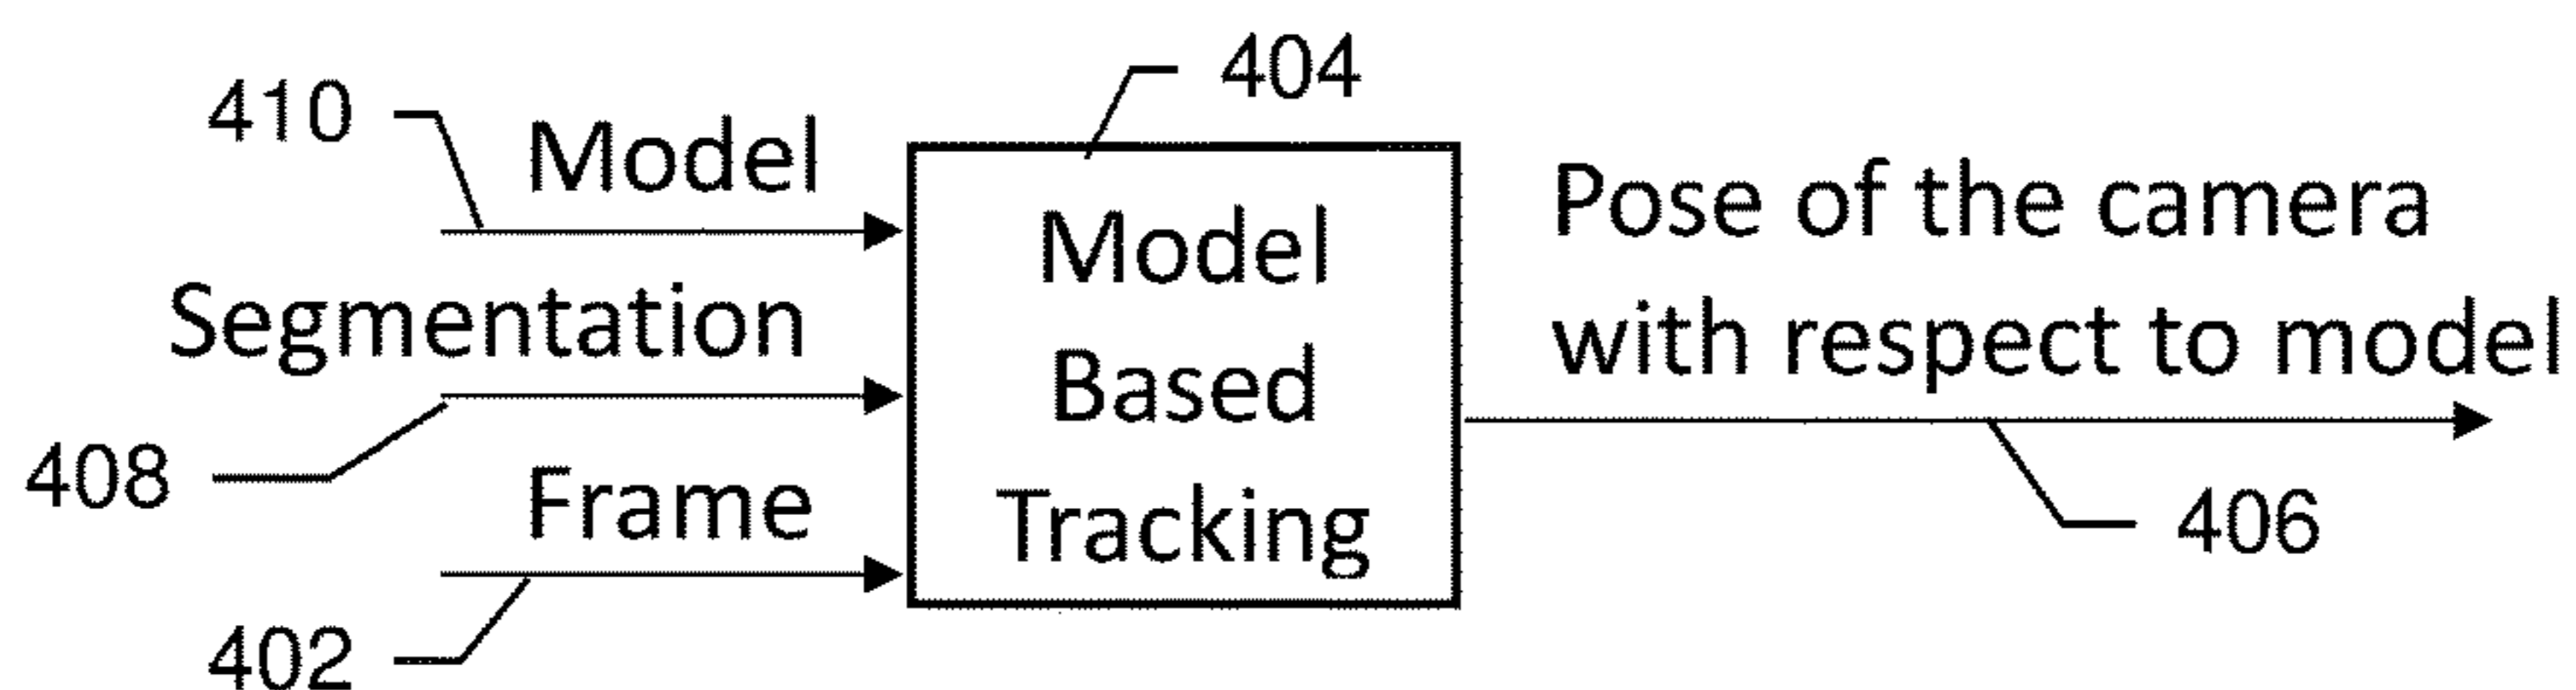 404
410
Model
Segmentation
408
Frame
402
Model
Based
Tracking
Pose of the camera
with respect to model
406